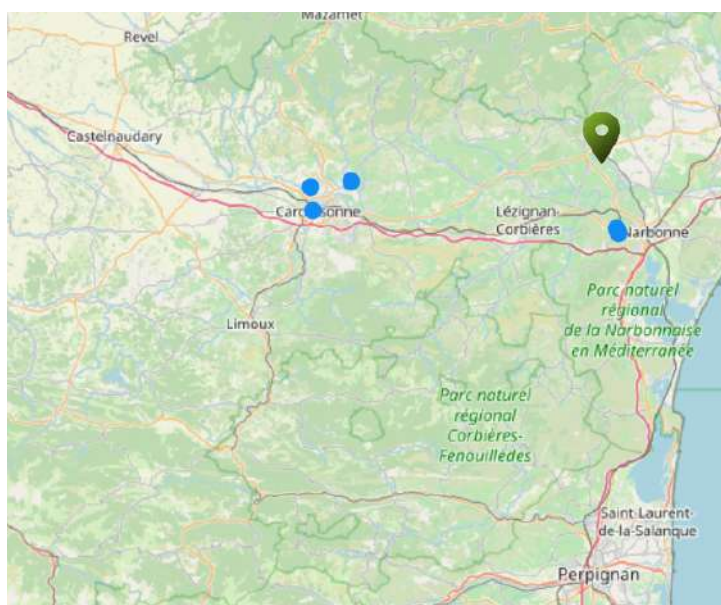 Mazamet
Revel
Castelnaudary
Lézignan-
Corbières
Narbonne
Parc naturel
régional
de la Narbonnaise
en Méditerranée
Limoux
Parc naturel
régional
Corbières-
Fenouillèdes
Saint-Laurent-
de-la-Salanque
Perpignan